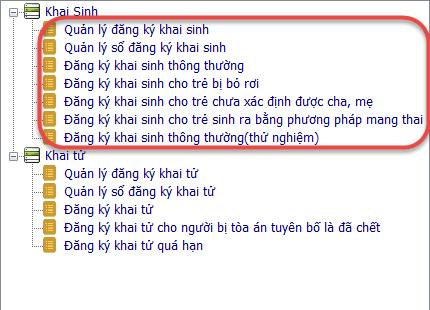 Khai Sinh
Quản lý đăng ký khai sinh
Quản lý sổ đăng ký khai sinh
Đăng ký khai sinh thông thường
Đăng ký khai sinh cho trẻ bị bỏ rơi
Đăng ký khai sinh cho trẻ chưa xác định được cha, mẹ
Đăng ký khai sinh cho trẻ sinh ra bằng phương pháp mang thai
Đăng ký khai sinh thông thường(thử nghiệm)
Khai tử
Quản lý đăng ký khai tử
Quản lý sổ đăng ký khai tử
Đăng ký khai tử
Đăng ký khai tử cho người bị tòa án tuyên bố là đã chết
Đăng ký khai tử quá hạn